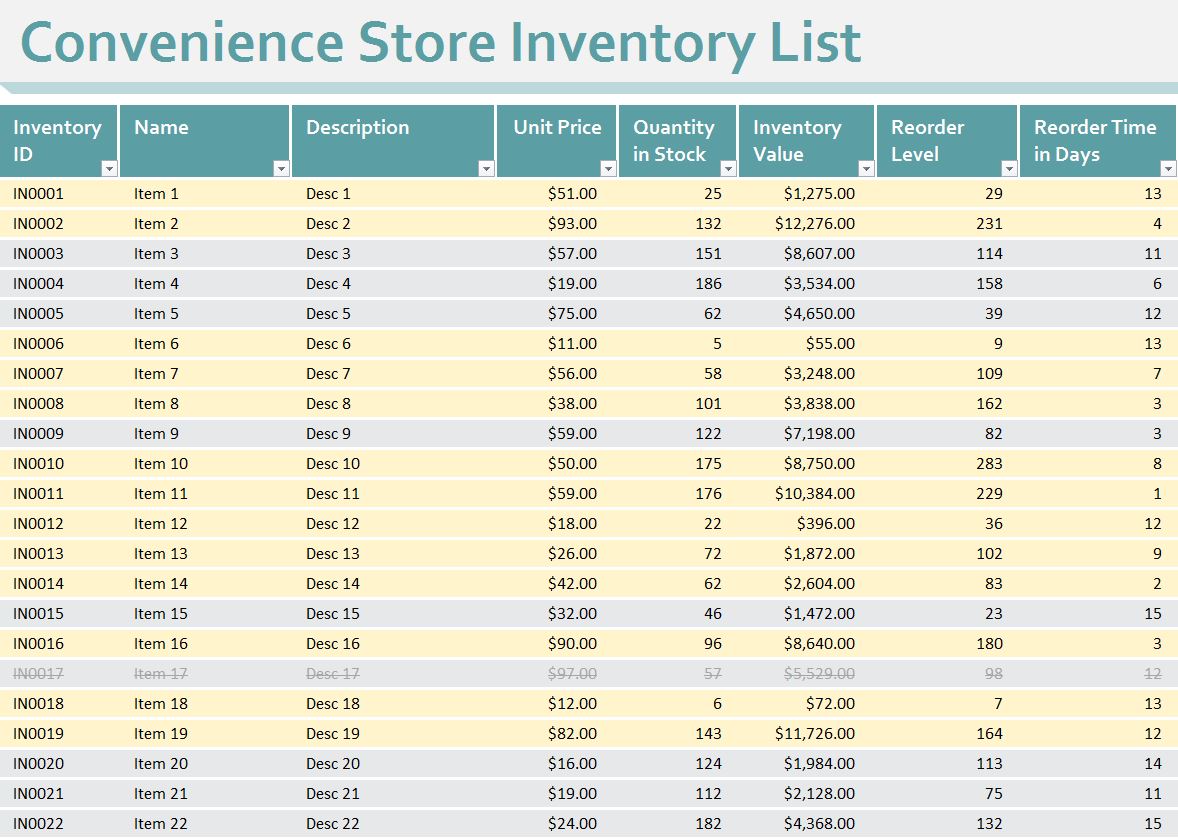 Convenience Store Inventory List
Inventory ID Name Description Unit Price Quantity in Stock Inventory Value Reorder Level Reorder Time in Days
IN0001 Item 1 Desc 1 $51.00 25 $1,275.00 29 13
IN0002 Item 2 Desc 2 $93.00 132 $12,276.00 231 4
IN0003 Item 3 Desc 3 $57.00 151 $8,607.00 114 11
IN0004 Item 4 Desc 4 $19.00 186 $3,534.00 158 6
IN0005 Item 5 Desc 5 $75.00 62 $4,650.00 39 12
IN0006 Item 6 Desc 6 $11.00 5 $55.00 9 13
IN0007 Item 7 Desc 7 $56.00 58 $3,248.00 109 7
IN0008 Item 8 Desc 8 $38.00 101 $3,838.00 162 3
IN0009 Item 9 Desc 9 $59.00 122 $7,198.00 82 3
IN0010 Item 10 Desc 10 $50.00 175 $8,750.00 283 8
IN0011 Item 11 Desc 11 $59.00 176 $10,384.00 229 1
IN0012 Item 12 Desc 12 $18.00 22 $396.00 36 12
IN0013 Item 13 Desc 13 $26.00 72 $1,872.00 102 9
IN0014 Item 14 Desc 14 $42.00 62 $2,604.00 83 2
IN0015 Item 15 Desc 15 $32.00 46 $1,472.00 23 15
IN0016 Item 16 Desc 16 $90.00 96 $8,640.00 180 3
IN0017 Item 17 Desc 17 $97.00 57 $5,529.00 98 12
IN0018 Item 18 Desc 18 $12.00 6 $72.00 7 13
IN0019 Item 19 Desc 19 $82.00 143 $11,726.00 164 12
IN0020 Item 20 Desc 20 $16.00 124 $1,984.00 113 14
IN0021 Item 21 Desc 21 $19.00 112 $2,128.00 75 11
IN0022 Item 22 Desc 22 $24.00 182 $4,368.00 132 15